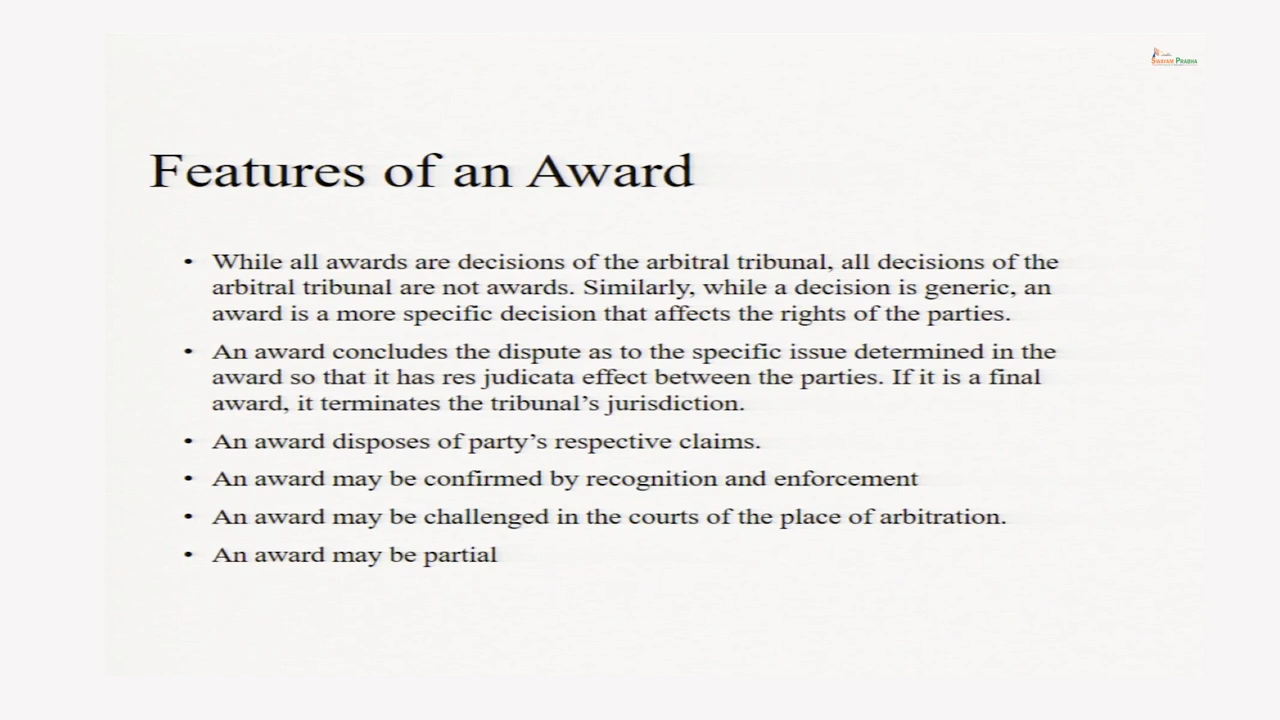 SWAYAM PRABHA
Features of an Award
• While all awards are decisions of the arbitral tribunal, all decisions of the
arbitral tribunal are not awards. Similarly, while a decision is generic, an
award is a more specific decision that affects the rights of the parties.
• An award concludes the dispute as to the specific issue determined in the
award so that it has res judicata effect between the parties. If it is a final
award, it terminates the tribunal’s jurisdiction.
• An award disposes of party’s respective claims.
• An award may be confirmed by recognition and enforcement
• An award may be challenged in the courts of the place of arbitration.
• An award may be partial